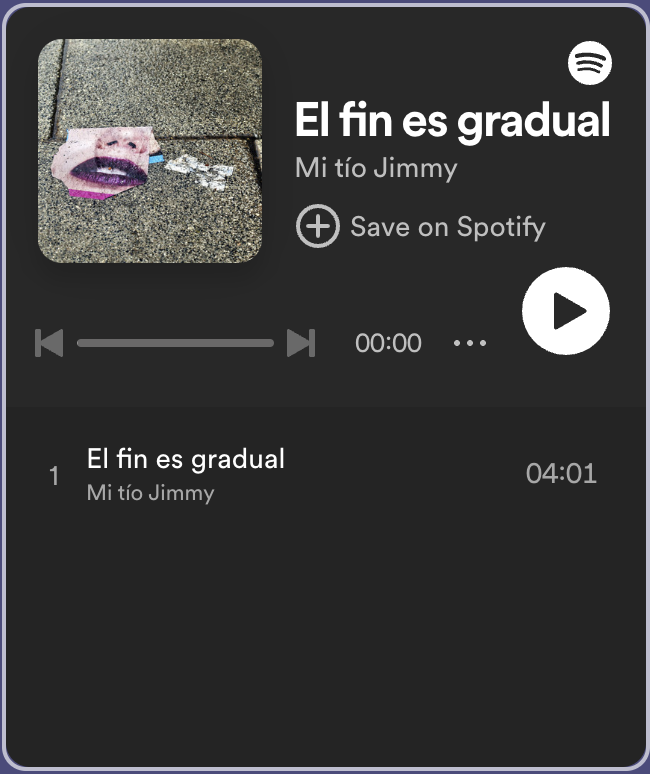 El fin es gradual
Mi tío Jimmy
Save on Spotify
00:00
1
El fin es gradual
04:01
Mi tío Jimmy